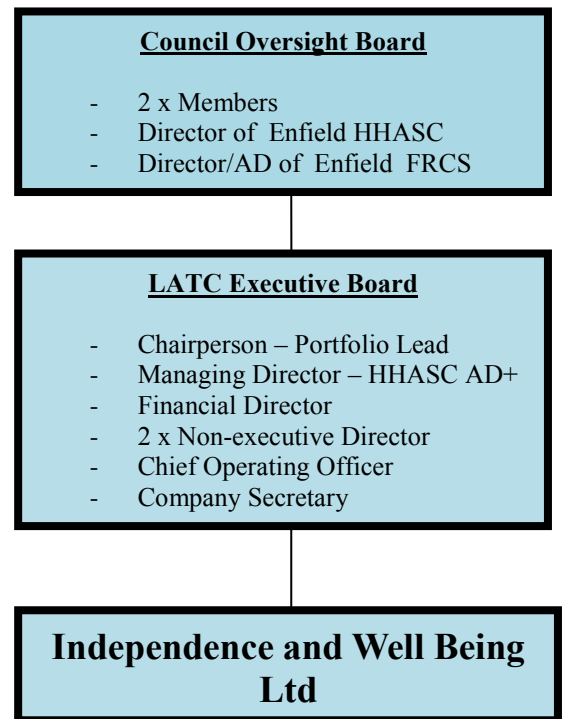 Council Oversight Board
- 2 x Members
- Director of Enfield HHASC
- Director/AD of Enfield FRCS
LATC Executive Board
- Chairperson – Portfolio Lead
- Managing Director – HHASC AD+
- Financial Director
- 2 x Non-executive Director
- Chief Operating Officer
- Company Secretary
Independence and Well Being
Ltd